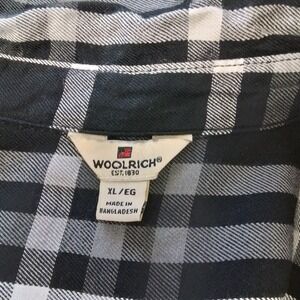 WOOLRICH®
EST. 1830
XL/EG
MADE IN
BANGLADESH